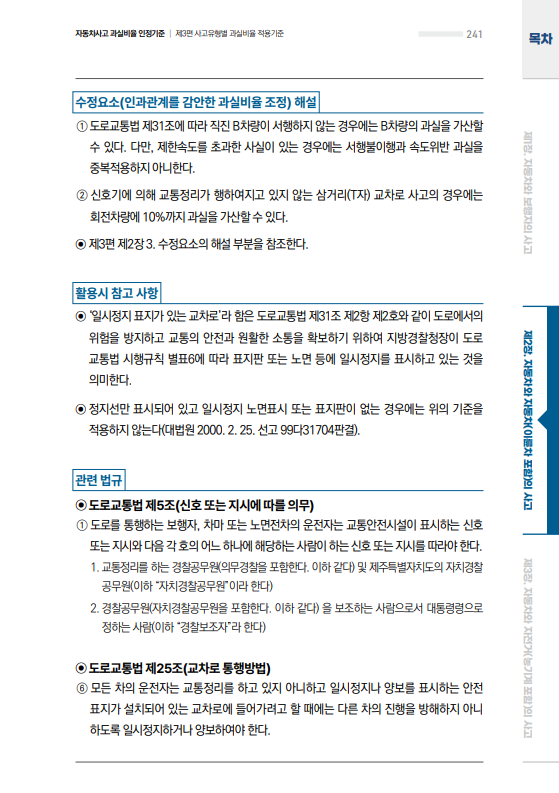 자동차사고 과실비율 인정기준 | 제3편 사고유형별 과실비율 적용기준
241
목차
수정요소(인과관계를 감안한 과실비율 조정) 해설
① 도로교통법 제31조에 따라 직진 B차량이 서행하지 않는 경우에는 B차량의 과실을 가산할
수 있다. 다만, 제한속도를 초과한 사실이 있는 경우에는 서행불이행과 속도위반 과실을
중복적용하지 아니한다.
② 신호기에 의해 교통정리가 행하여지고 있지 않는 삼거리(T자) 교차로 사고의 경우에는
회전차량에 10%까지 과실을 가산할 수 있다.
◉ 제3편 제2장 3. 수정요소의 해설 부분을 참조한다.
활용시 참고 사항
◉ ‘일시정지 표지가 있는 교차로’라 함은 도로교통법 제31조 제2항 제2호와 같이 도로에서의
위험을 방지하고 교통의 안전과 원활한 소통을 확보하기 위하여 지방경찰청장이 도로
교통법 시행규칙 별표6에 따라 표지판 또는 노면 등에 일시정지를 표시하고 있는 것을
의미한다.
◉ 정지선만 표시되어 있고 일시정지 노면표시 또는 표지판이 없는 경우에는 위의 기준을
적용하지 않는다(대법원 2000. 2. 25. 선고 99다31704판결).
관련 법규
◉ 도로교통법 제5조(신호 또는 지시에 따를 의무)
① 도로를 통행하는 보행자, 차마 또는 노면전차의 운전자는 교통안전시설이 표시하는 신호
또는 지시와 다음 각 호의 어느 하나에 해당하는 사람이 하는 신호 또는 지시를 따라야 한다.
1. 교통정리를 하는 경찰공무원(의무경찰을 포함한다. 이하 같다) 및 제주특별자치도의 자치경찰
공무원(이하 “자치경찰공무원”이라 한다)
2. 경찰공무원(자치경찰공무원을 포함한다. 이하 같다) 을 보조하는 사람으로서 대통령령으로
정하는 사람(이하 “경찰보조자”라 한다)
◉ 도로교통법 제25조(교차로 통행방법)
⑥ 모든 차의 운전자는 교통정리를 하고 있지 아니하고 일시정지나 양보를 표시하는 안전
표지가 설치되어 있는 교차로에 들어가려고 할 때에는 다른 차의 진행을 방해하지 아니
하도록 일시정지하거나 양보하여야 한다.
제1장. 자동차와 보행자의 사고
제2장. 자동차와 자동차(이륜차 포함)의 사고
제3장. 자동차와 자전거(농기계 포함)의 사고